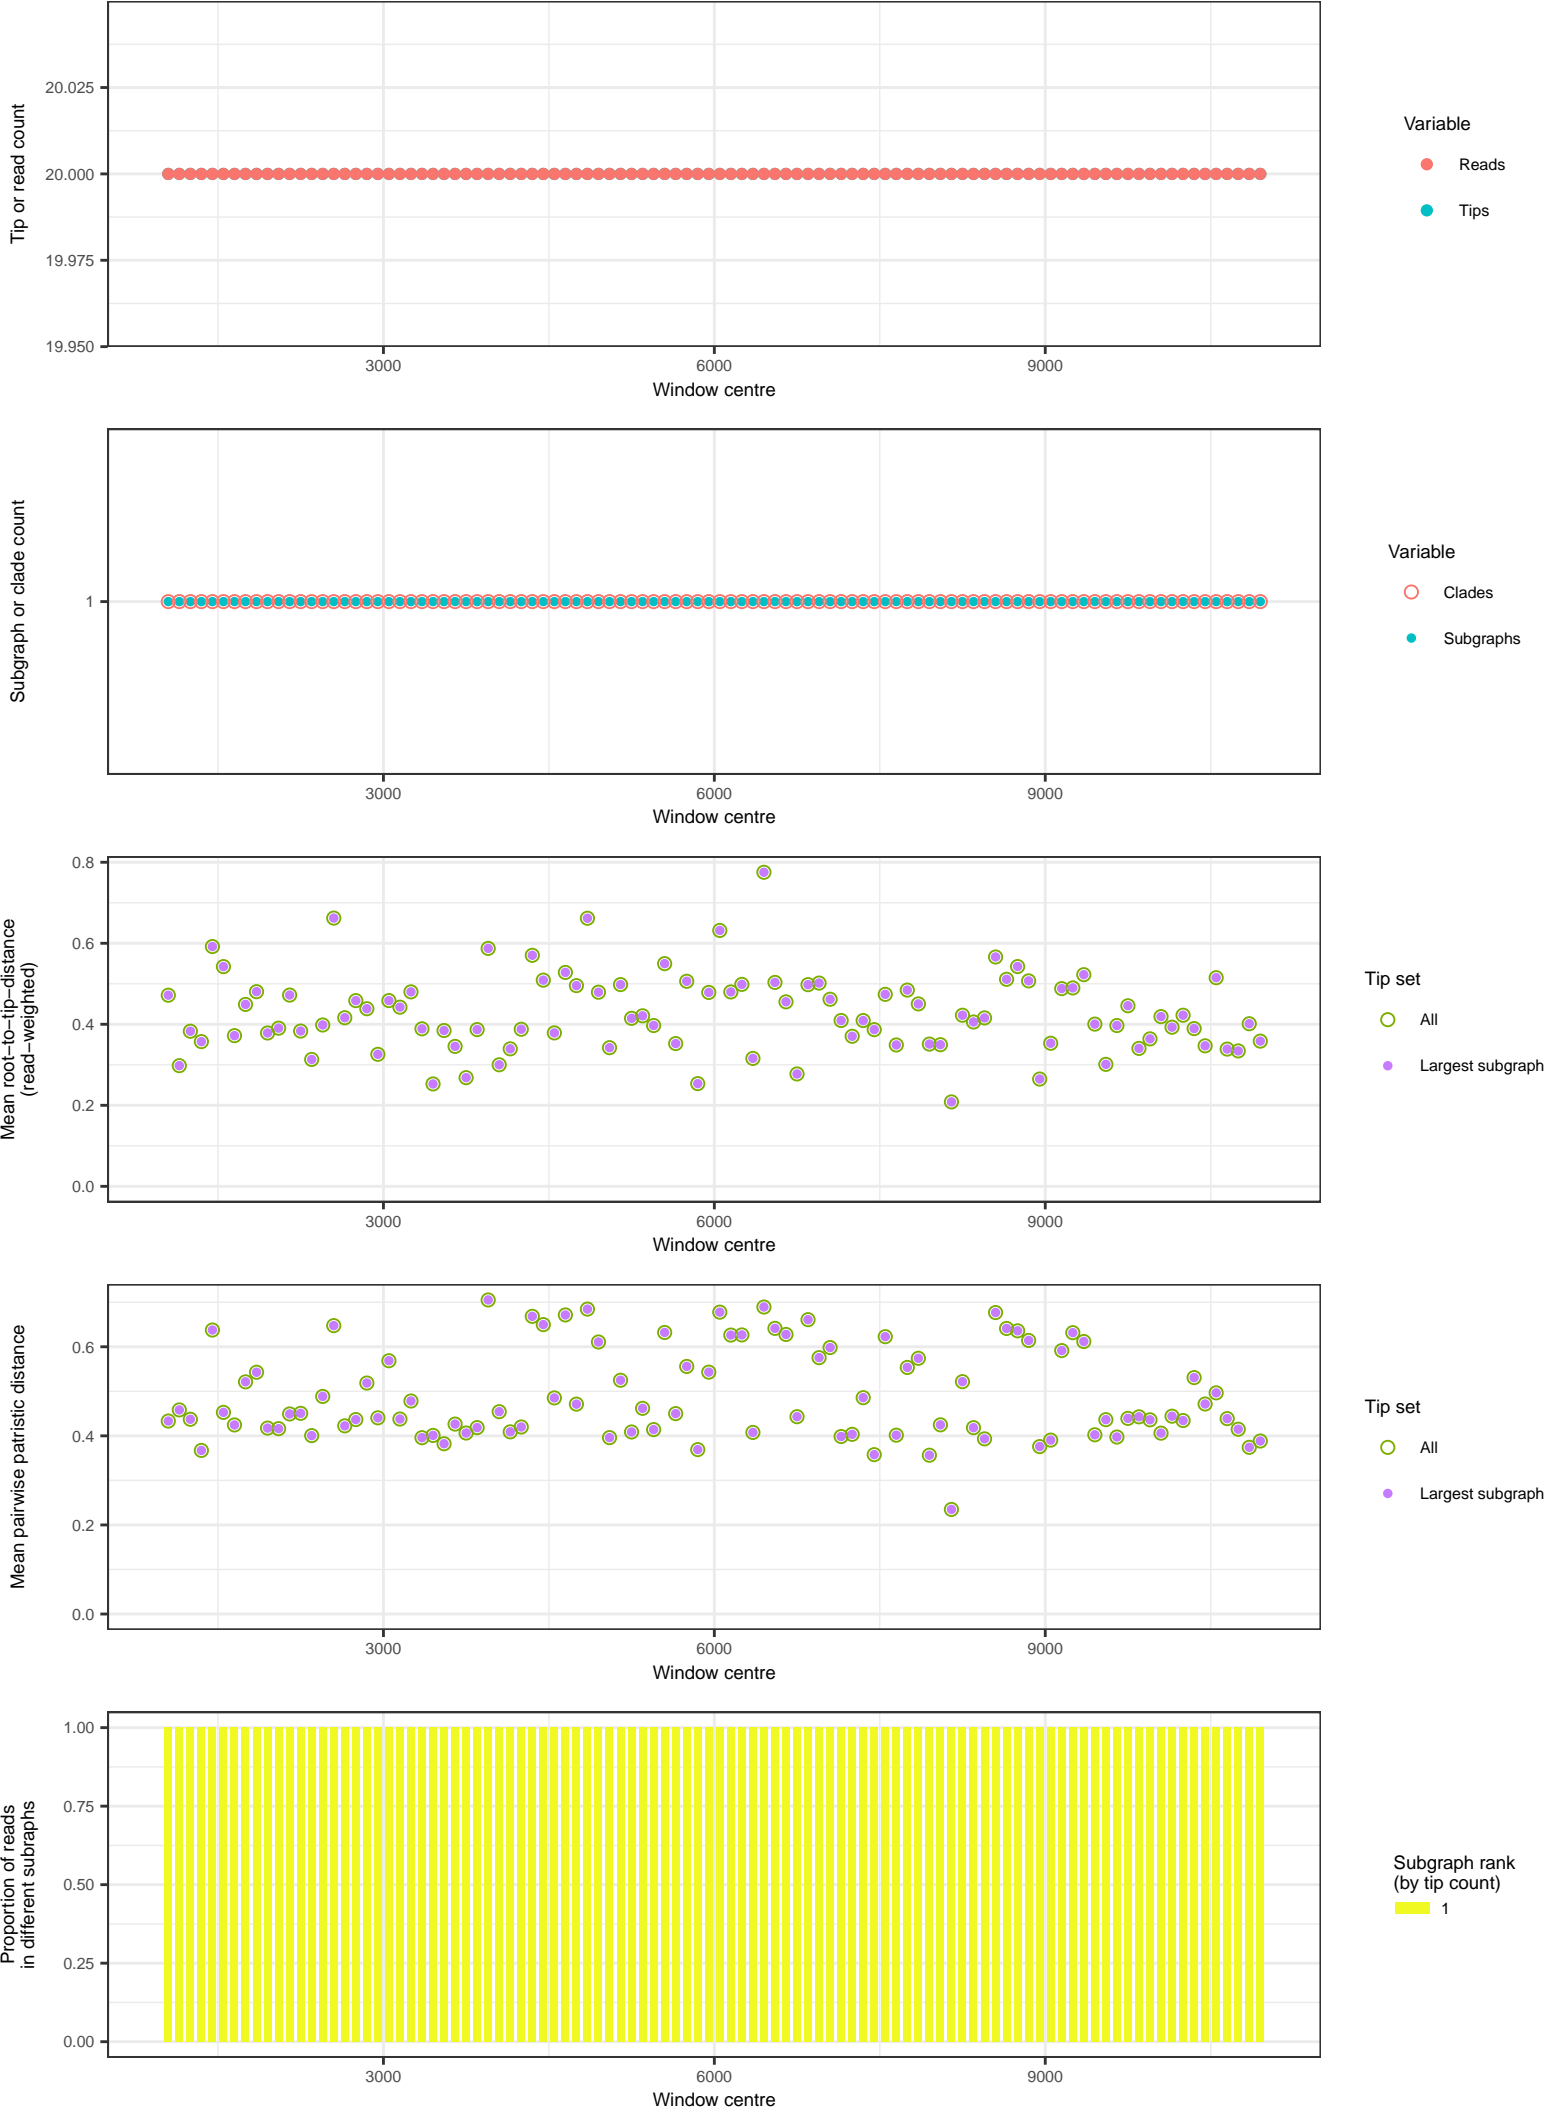 20.025
20.000
19.975
19.950
Tip or read count
3000
6000
9000
Window centre
Variable
Reads
Tips
1
Subgraph or clade count
3000
6000
9000
Window centre
Variable
Clades
Subgraphs
0.8
0.6
0.4
0.2
0.0
Mean root−to−tip−distance
(read−weighted)
3000
6000
9000
Window centre
Tip set
All
Largest subgraph
0.6
0.4
0.2
0.0
Mean pairwise patristic distance
3000
6000
9000
Window centre
Tip set
All
Largest subgraph
1.00
0.75
0.50
0.25
0.00
Proportion of reads
in different subraphs
3000
6000
9000
Window centre
Subgraph rank
(by tip count)
1